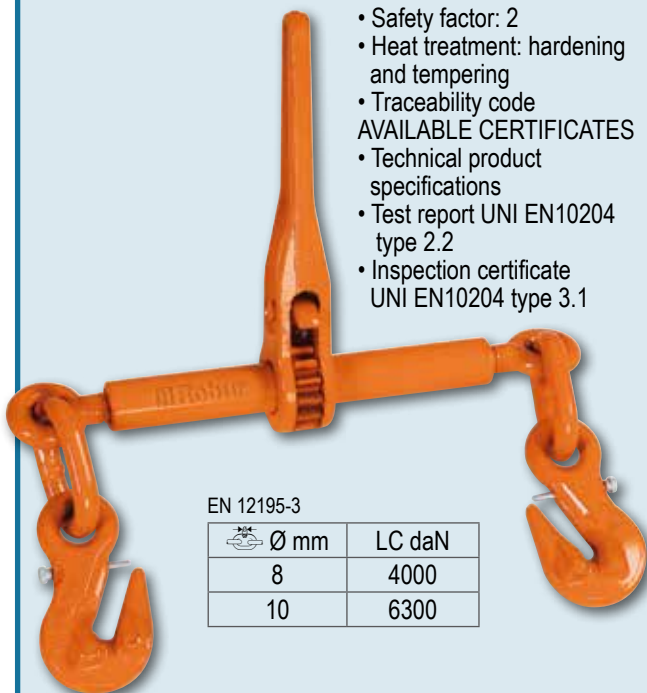 • Safety factor: 2
• Heat treatment: hardening
and tempering
• Traceability code
AVAILABLE CERTIFICATES
• Technical product
specifications
• Test report UNI EN10204
type 2.2
• Inspection certificate
UNI EN10204 type 3.1
Robur
EN 12195-3
Ø mm LC daN
8 4000
10 6300